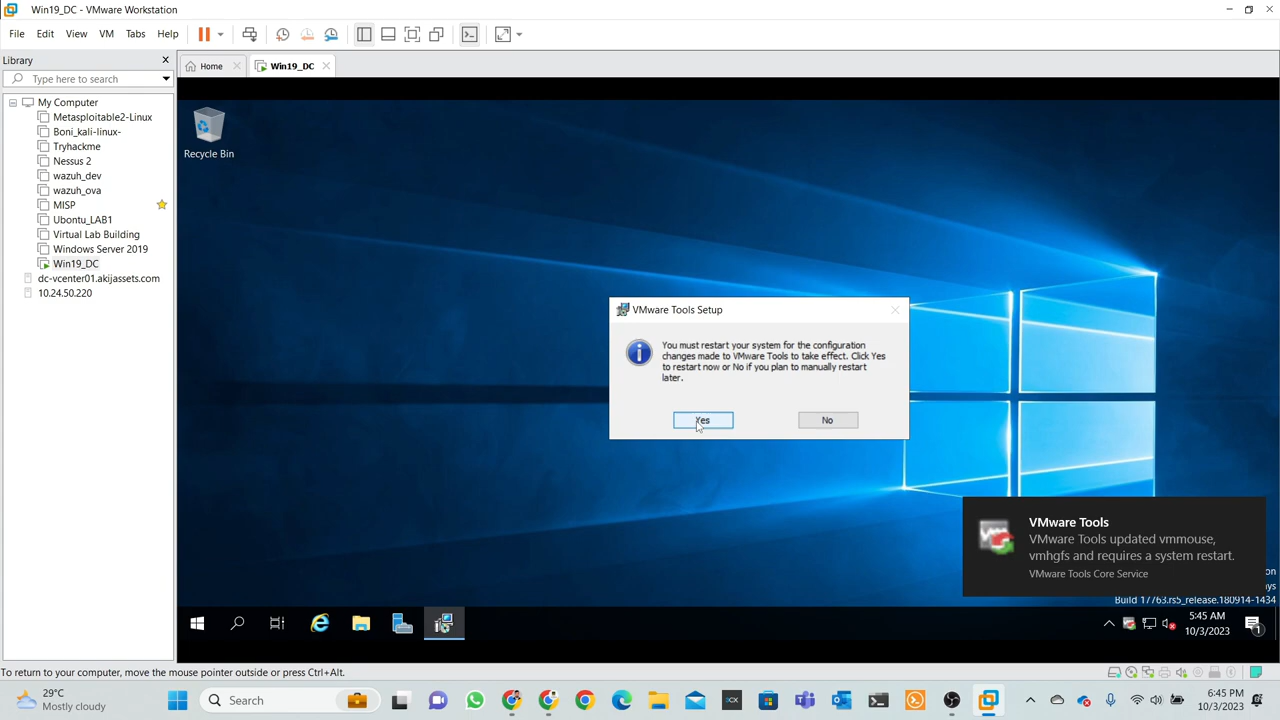 Win19_DC - VMware Workstation
File Edit View VM Tabs Help
Library
Type here to search
Home
Win19_DC
My Computer
Metasploitable2-Linux
Boni_kali-linux-
Tryhackme
Nessus 2
wazuh_dev
wazuh_ova
MISP
Ubontu_LAB1
Virtual Lab Building
Windows Server 2019
Win19_DC
dc-vcenter01.akijassets.com
10.24.50.220
Recycle Bin
VMware Tools Setup
You must restart your system for the configuration
changes made to VMware Tools to take effect. Click Yes
to restart now or No if you plan to manually restart
later.
Yes No
VMware Tools
VMware Tools updated vmmouse,
vmhgfs and requires a system restart.
VMware Tools Core Service
Build 17763.rs5_release.180914-1434
5:45 AM
10/3/2023
1
To return to your computer, move the mouse pointer outside or press Ctrl+Alt.
29°C
Mostly cloudy
Search
6:45 PM
10/3/2023